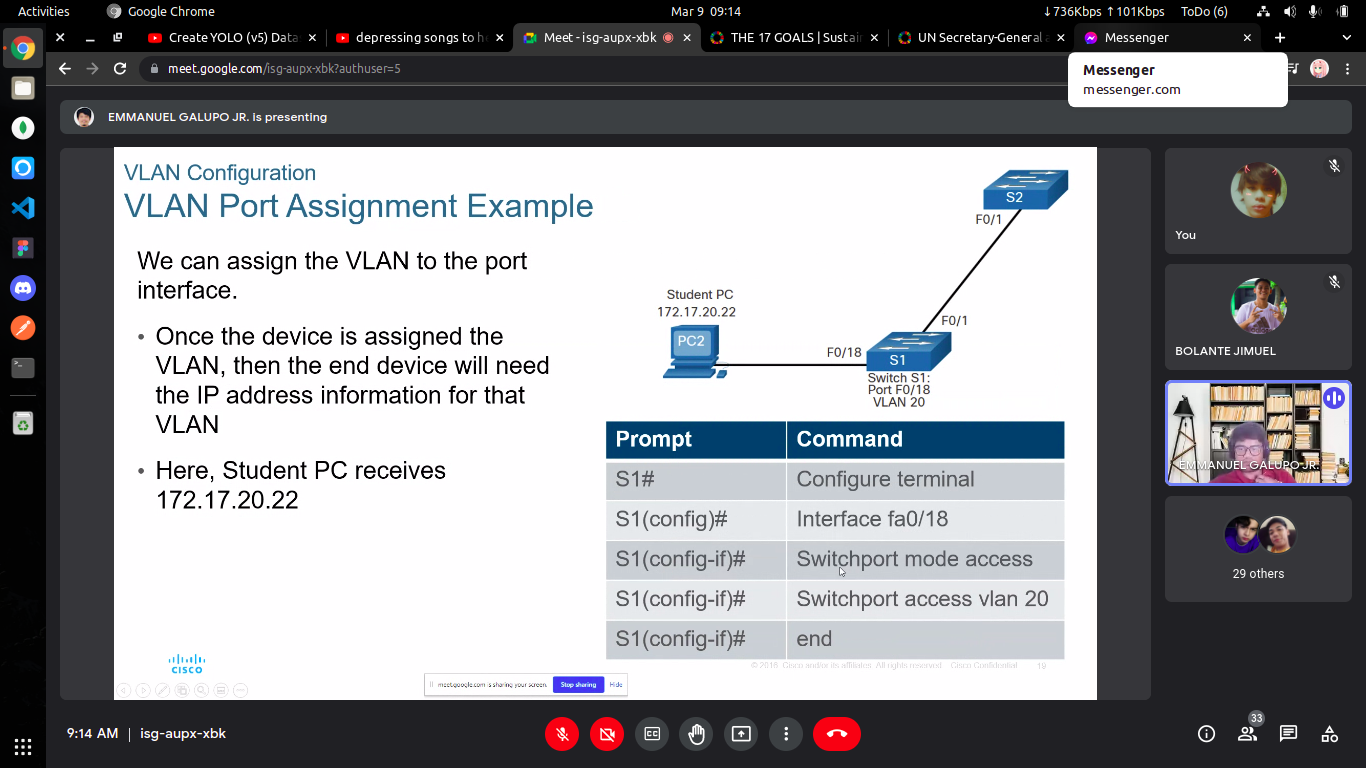 Activities
Google Chrome
Mar 9 09:14
↓736Kbps ↑101Kbps
ToDo (6)
Create YOLO (v5) Data
depressing songs to h
Meet - isg-aupx-xbk
THE 17 GOALS | Sustain
UN Secretary-General
Messenger
meet.google.com/isg-aupx-xbk?authuser=5
Messenger
messenger.com
EMMANUEL GALUPO JR. is presenting
VLAN Configuration
VLAN Port Assignment Example
We can assign the VLAN to the port
interface.
• Once the device is assigned the
VLAN, then the end device will need
the IP address information for that
VLAN
• Here, Student PC receives
172.17.20.22
S2
F0/1
Student PC
172.17.20.22
PC2
F0/18
F0/1
S1
Switch S1:
Port F0/18
VLAN 20
Prompt Command
S1# Configure terminal
S1(config)# Interface fa0/18
S1(config-if)# Switchport mode access
S1(config-if)# Switchport access vlan 20
S1(config-if)# end
CISCO
© 2016 Cisco and/or its affiliates. All rights reserved. Cisco Confidential
19
meet.google.com is sharing your screen.
Stop sharing
Hide
You
BOLANTE JIMUEL
EMMANUEL GALUPO JR.
29 others
9:14 AM | isg-aupx-xbk
33